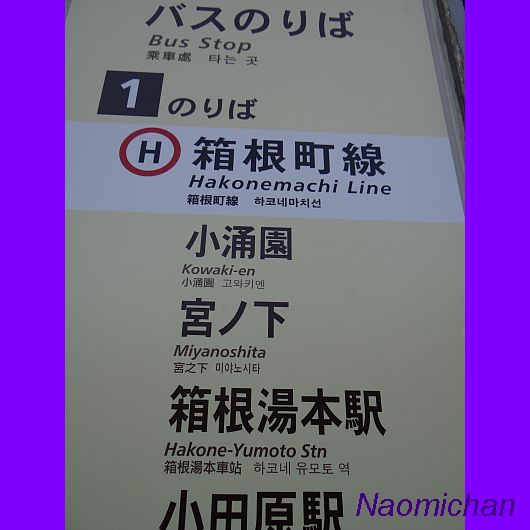 バスのりば
Bus Stop
乘車處 타는 곳
1 のりば
H 箱根町線
Hakonemachi Line
箱根町線 하코네마치선
小涌園
Kowaki-en
小涌園 고와키엔
宮ノ下
Miyanoshita
宮之下 미야노시타
箱根湯本駅
Hakone-Yumoto Stn
箱根湯本車站 하코네 유모토 역
小田原駅
Naomichan